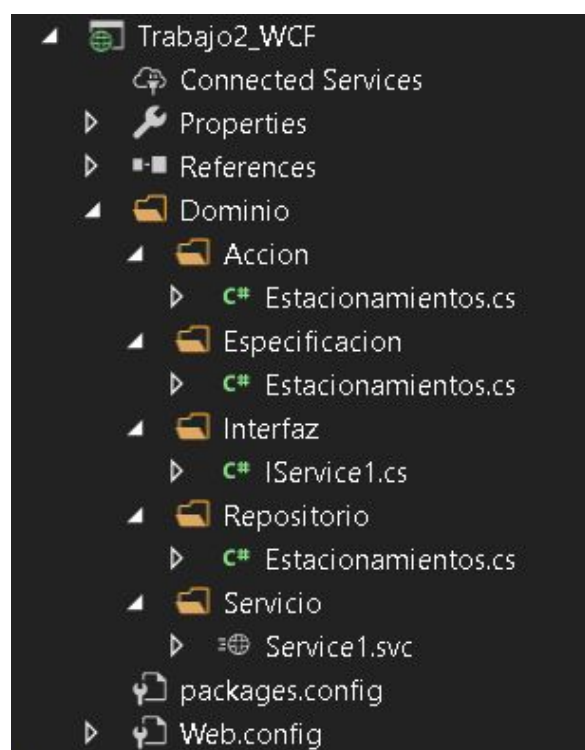 Trabajo2_WCF
Connected Services
Properties
References
Dominio
Accion
C# Estacionamientos.cs
Especificacion
C# Estacionamientos.cs
Interfaz
C# IService1.cs
Repositorio
C# Estacionamientos.cs
Servicio
Service1.svc
packages.config
Web.config